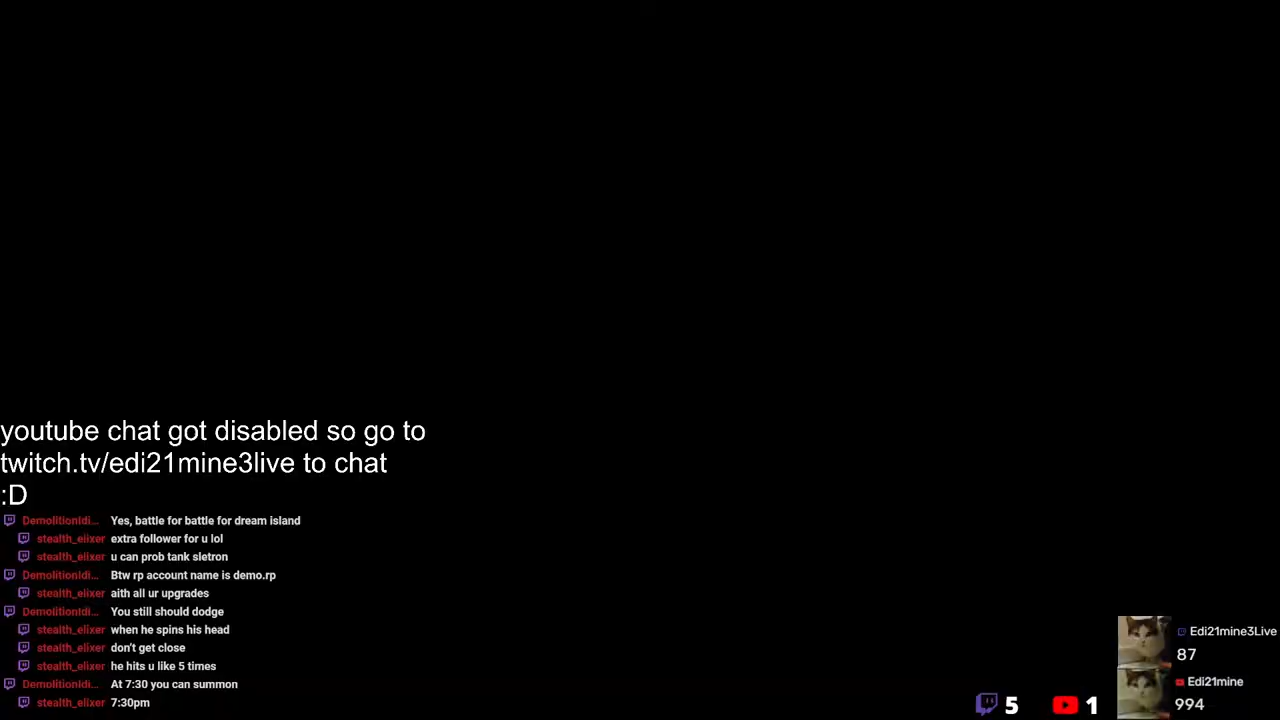 youtube chat got disabled so go to
twitch.tv/edi21mine3live to chat
:D
DemolitionIdi... Yes, battle for battle for dream island
stealth_elixer extra follower for u lol
stealth_elixer u can prob tank sletron
DemolitionIdi... Btw rp account name is demo.rp
stealth_elixer aith all ur upgrades
DemolitionIdi... You still should dodge
stealth_elixer when he spins his head
stealth_elixer don't get close
stealth_elixer he hits u like 5 times
DemolitionIdi... At 7:30 you can summon
stealth_elixer 7:30pm
Edi21mine3Live
87
Edi21mine
994
5 1